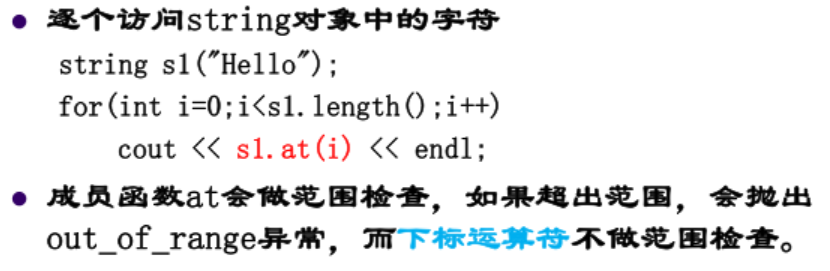 ● 逐个访问string对象中的字符
string s1("Hello");
for(int i=0;i<s1.length();i++)
cout << s1.at(i) << endl;
● 成员函数at会做范围检查，如果超出范围，会抛出
out_of_range异常，而下标运算符不做范围检查。